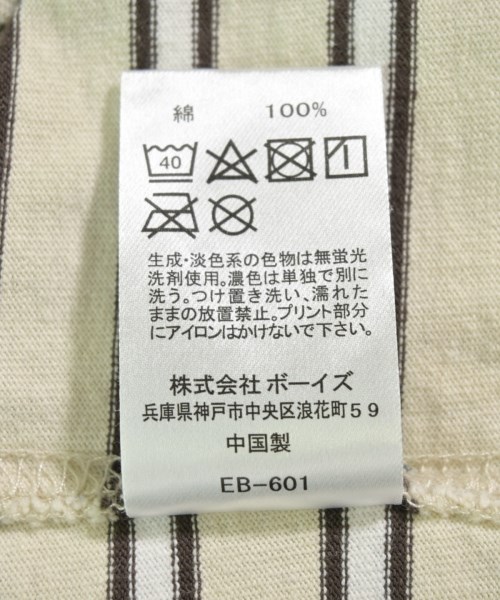 綿 100%
40
生成・淡色系の色物は無蛍光
洗剤使用。濃色は単独で別に
洗う。つけ置き洗い、濡れた
ままの放置禁止。プリント部分
にアイロンはかけないで下さい。
株式会社 ボーイズ
兵庫県神戸市中央区浪花町59
中国製
EB-601